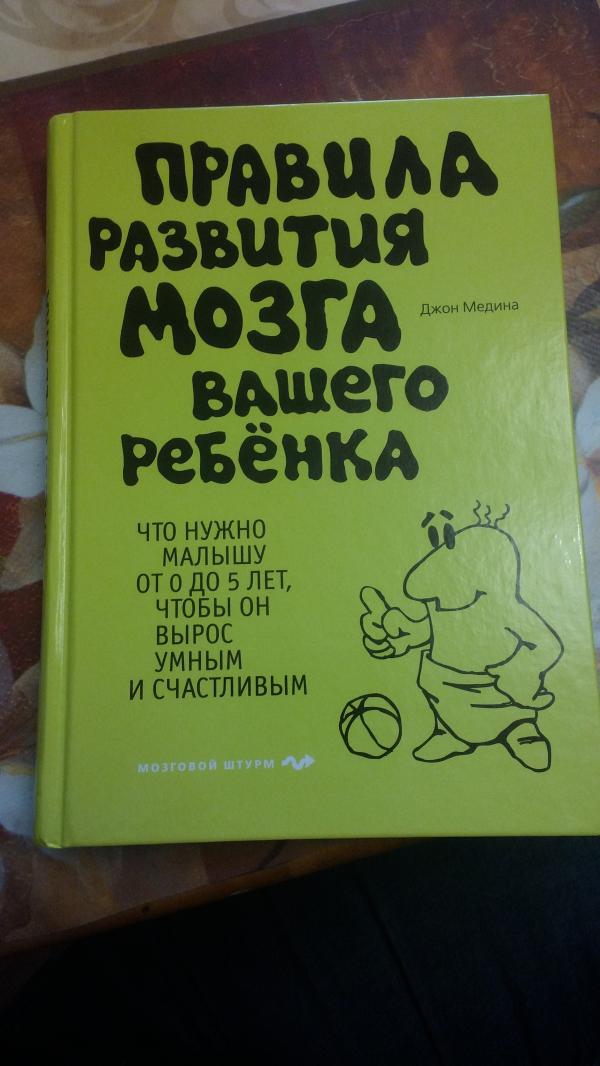 ПРАВИЛА
РАЗВИТИЯ
МОЗГА
Джон Медина
ВАШЕГО
РЕБЁНКА
ЧТО НУЖНО
МАЛЫШУ
ОТ 0 ДО 5 ЛЕТ,
ЧТОБЫ ОН
ВЫРОС
УМНЫМ
И СЧАСТЛИВЫМ
МОЗГОВОЙ ШТУРМ